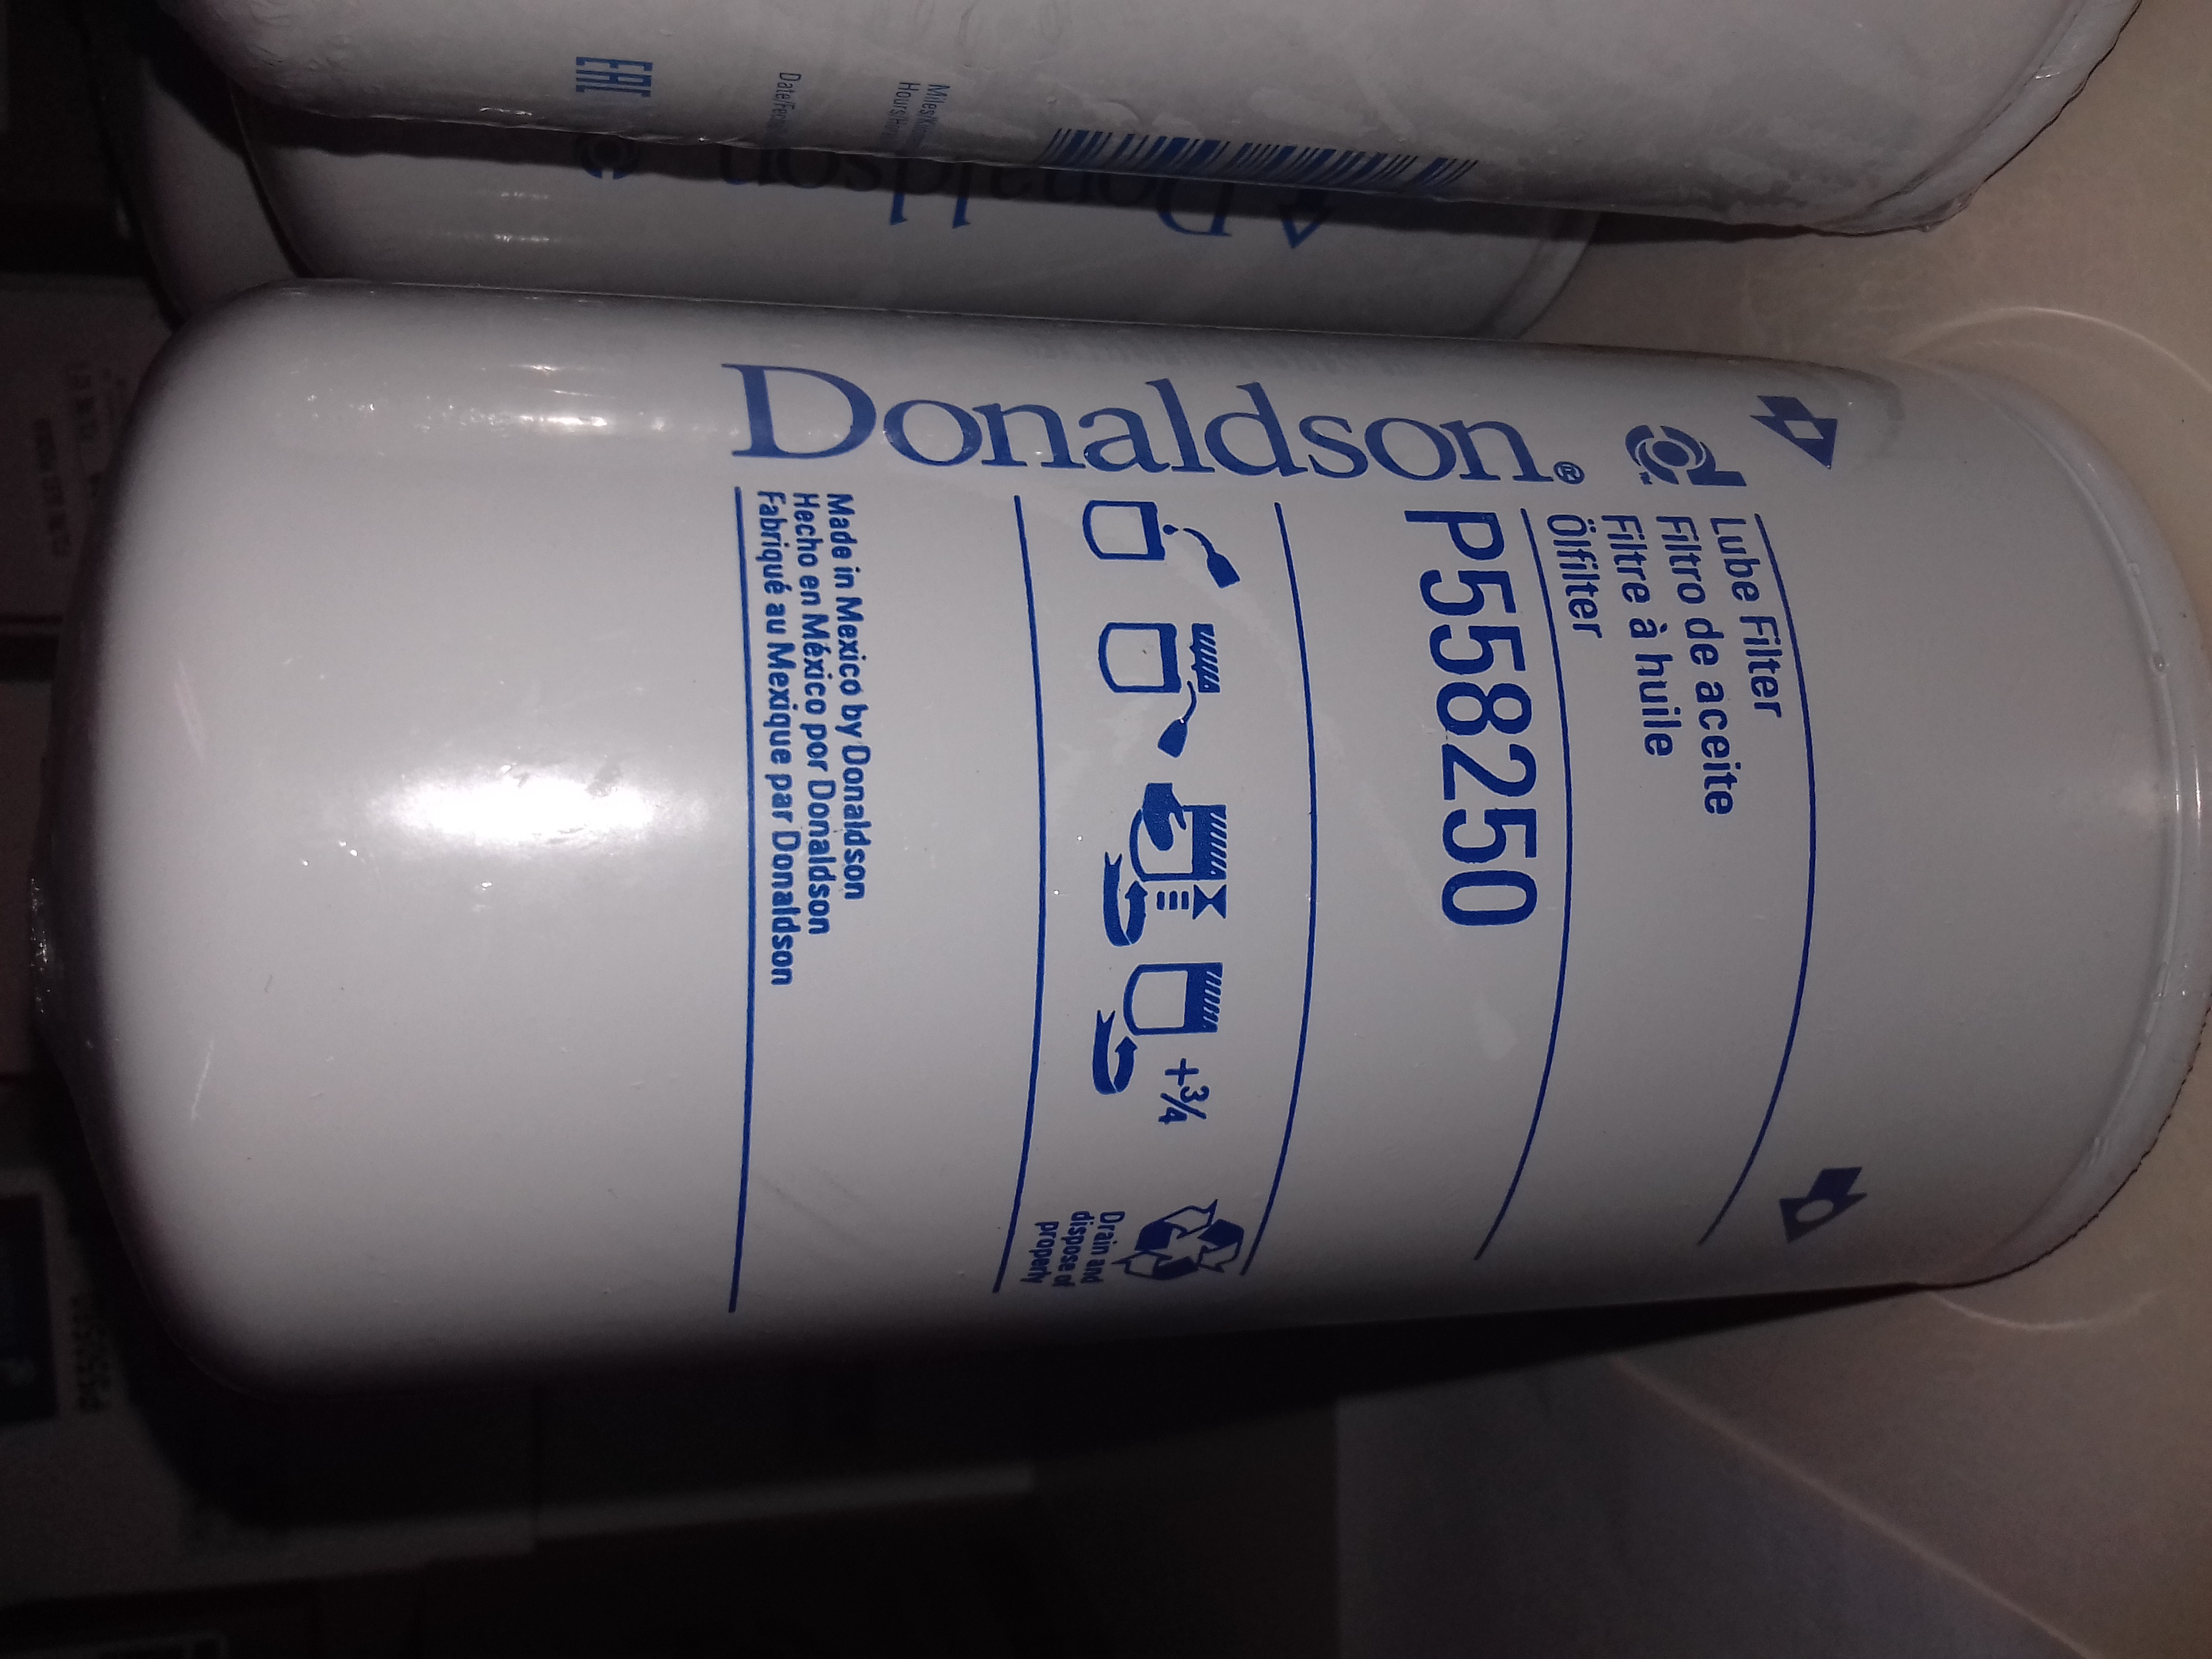 Donaldson®
Lube Filter
Filtro de aceite
Filtre à huile
Ölfilter
P558250
+3/4
Drain and
dispose of
properly
Made in Mexico by Donaldson
Hecho en México por Donaldson
Fabriqué au Mexique par Donaldson
EAC
Donaldson